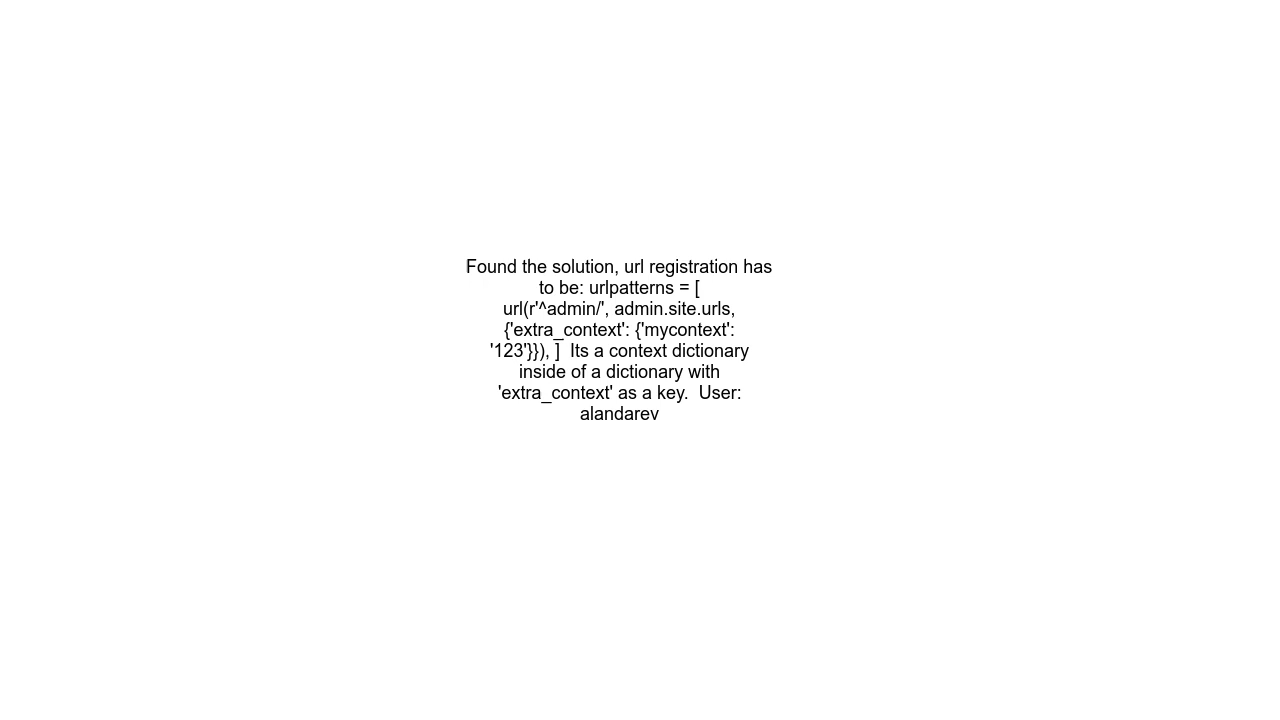 Found the solution, url registration has
to be: urlpatterns = [
url(r'^admin/', admin.site.urls,
{'extra_context': {'mycontext':
'123'}}), ]  Its a context dictionary
inside of a dictionary with
'extra_context' as a key.  User:
alandarev